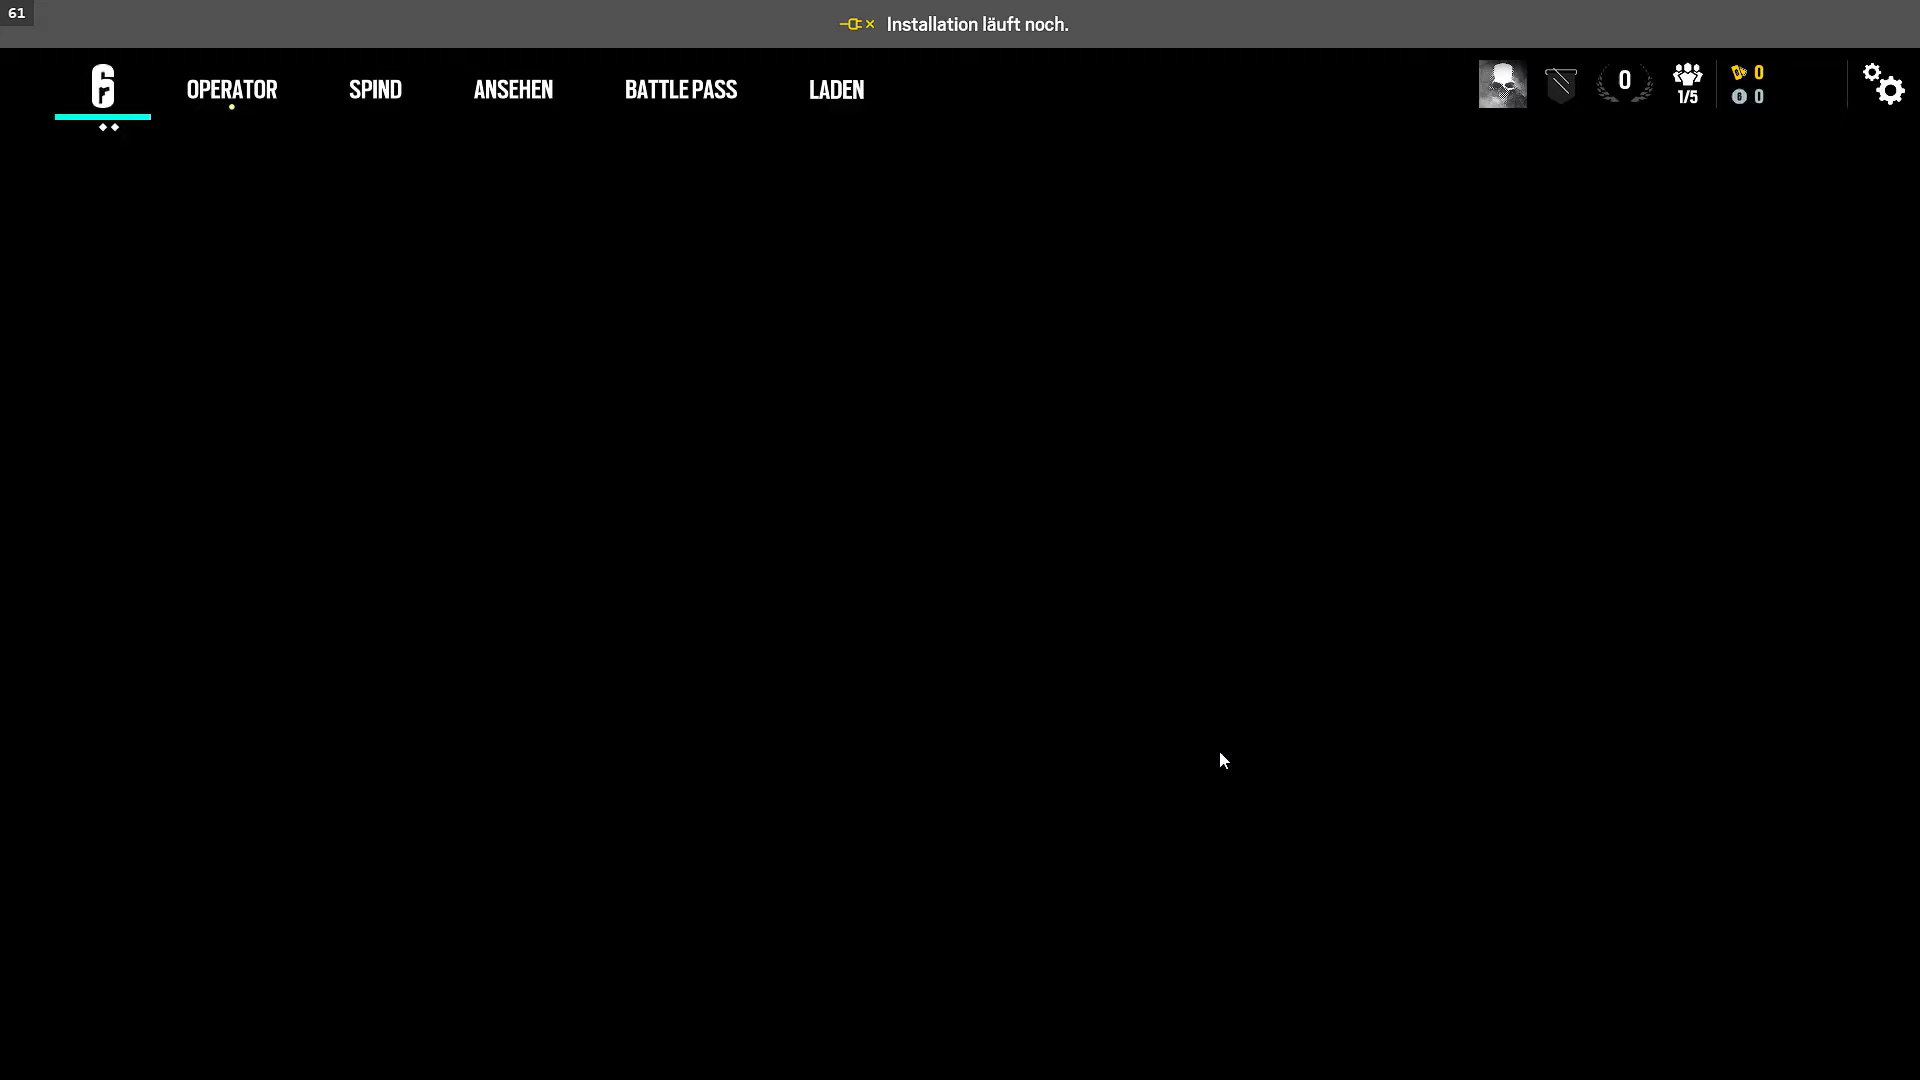 61
Installation läuft noch.
OPERATOR SPIND ANSEHEN BATTLE PASS LADEN
0
1/5
0
0